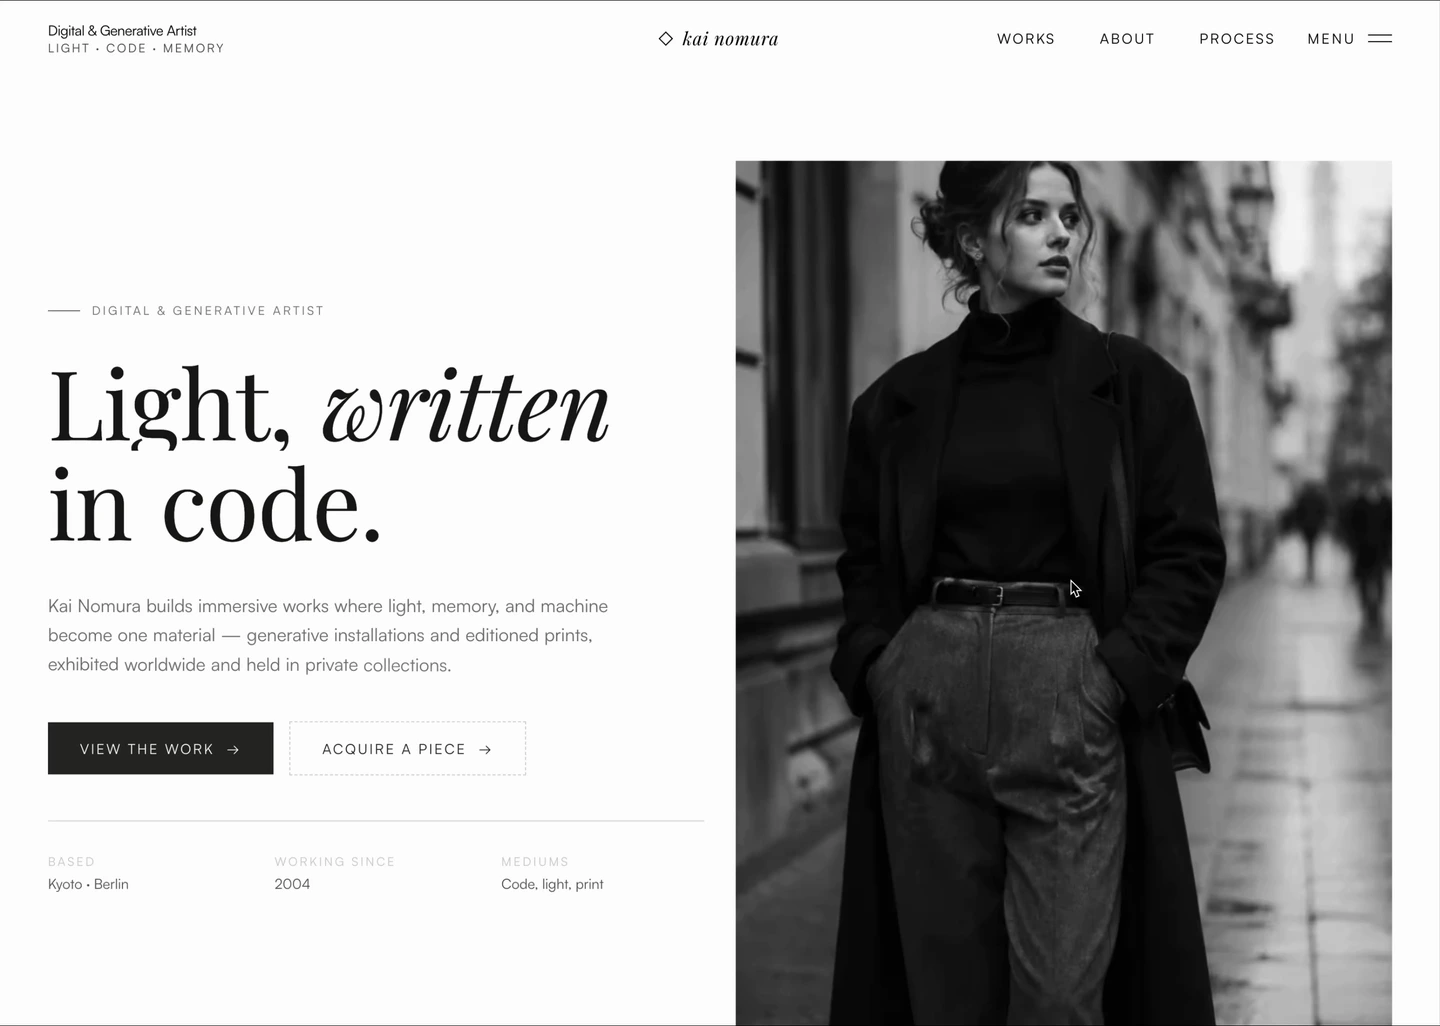 Digital & Generative Artist
LIGHT · CODE · MEMORY
kai nomura
WORKS
ABOUT
PROCESS
MENU
DIGITAL & GENERATIVE ARTIST
Light, written
in code.
Kai Nomura builds immersive works where light, memory, and machine
become one material — generative installations and editioned prints,
exhibited worldwide and held in private collections.
VIEW THE WORK →
ACQUIRE A PIECE →
BASED
Kyoto · Berlin
WORKING SINCE
2004
MEDIUMS
Code, light, print